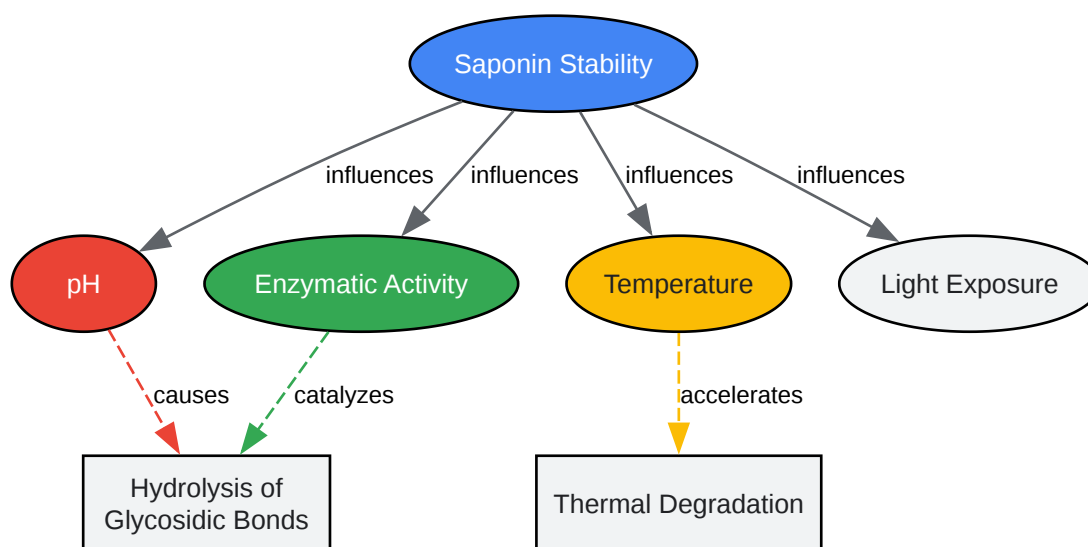 Saponin Stability
influences
influences
influences
influences
pH
Enzymatic Activity
Temperature
Light Exposure
causes
catalyzes
accelerates
Hydrolysis of
Glycosidic Bonds
Thermal Degradation